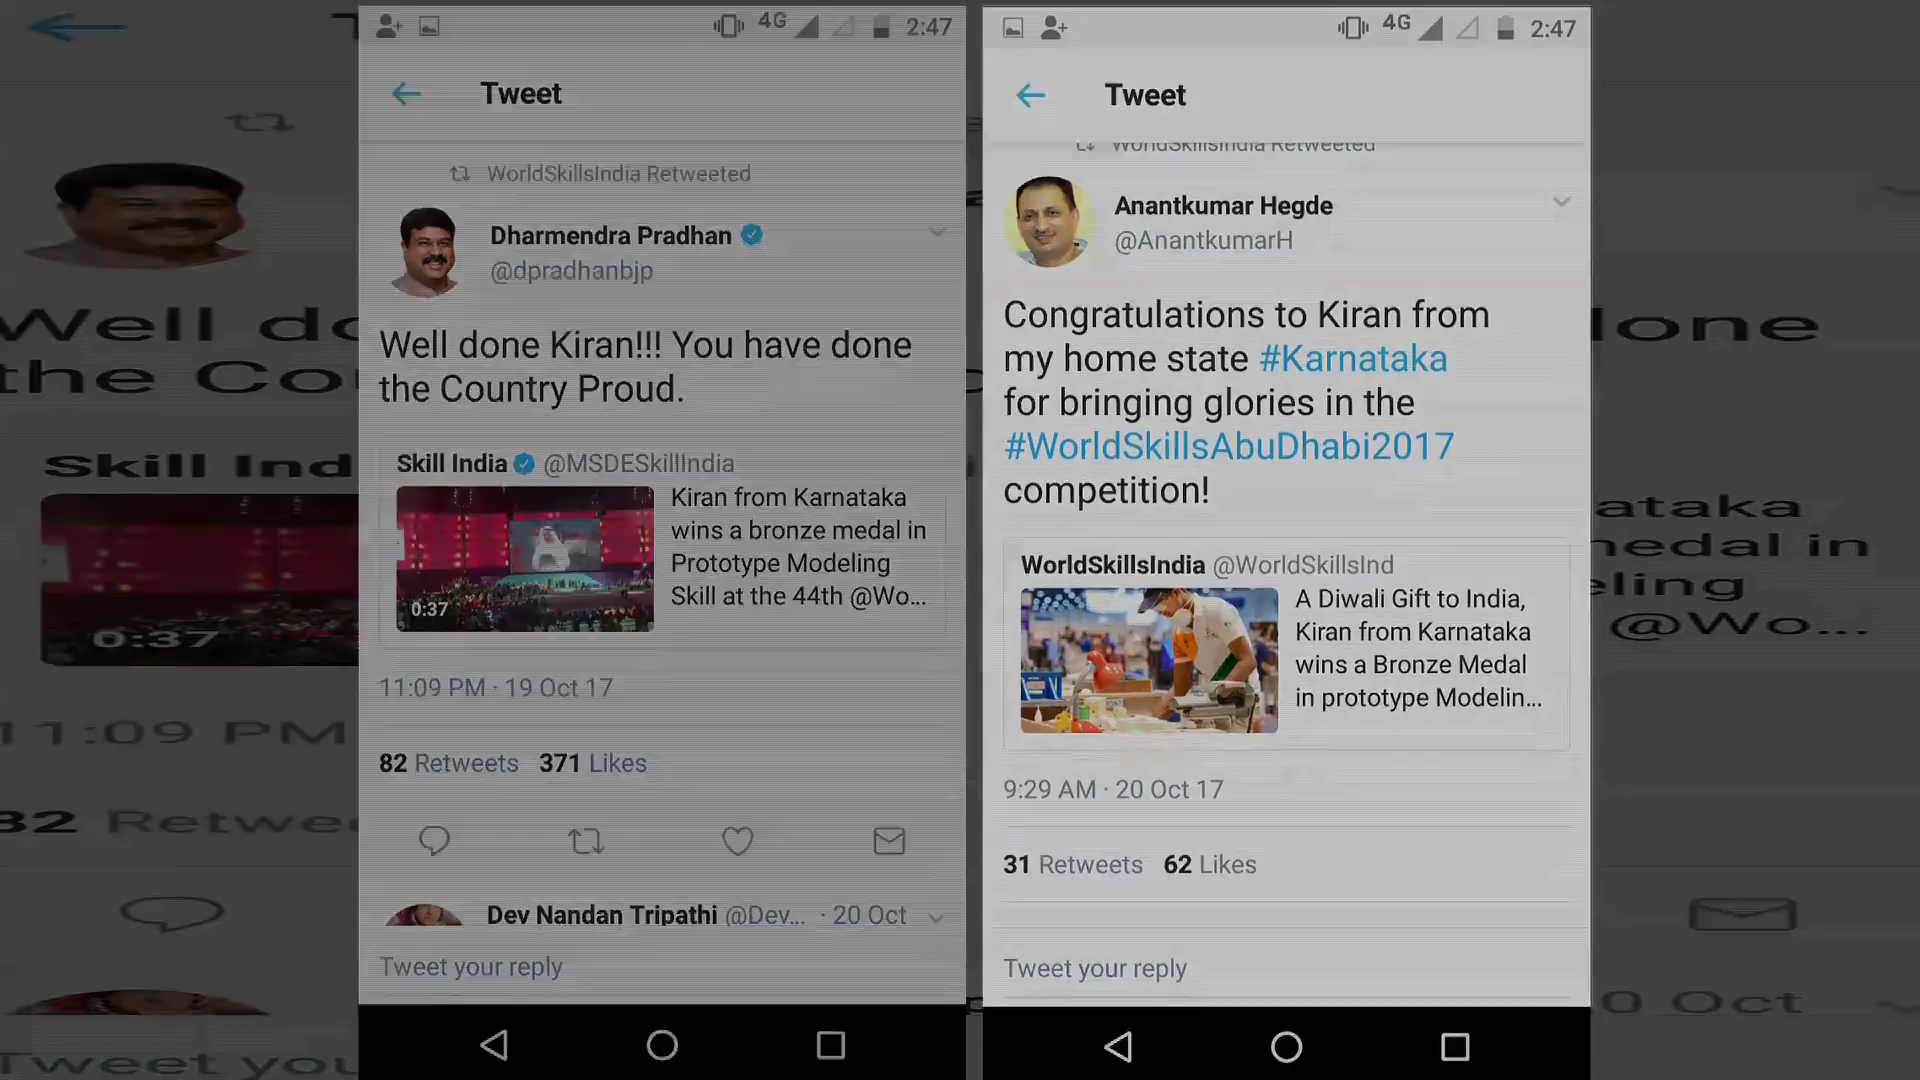 4G 2:47
Tweet
WorldSkillsIndia Retweeted
Dharmendra Pradhan
@dpradhanbjp
Well done Kiran!!! You have done
the Country Proud.
Skill India @MSDESkillIndia
Kiran from Karnataka
wins a bronze medal in
Prototype Modeling
Skill at the 44th @Wo...
0:37
11:09 PM · 19 Oct 17
82 Retweets 371 Likes
Dev Nandan Tripathi @Dev... · 20 Oct
Tweet your reply
4G 2:47
Tweet
WorldSkillsIndia Retweeted
Anantkumar Hegde
@AnantkumarH
Congratulations to Kiran from
my home state #Karnataka
for bringing glories in the
#WorldSkillsAbuDhabi2017
competition!
WorldSkillsIndia @WorldSkillsInd
A Diwali Gift to India,
Kiran from Karnataka
wins a Bronze Medal
in prototype Modelin...
9:29 AM · 20 Oct 17
31 Retweets 62 Likes
Tweet your reply